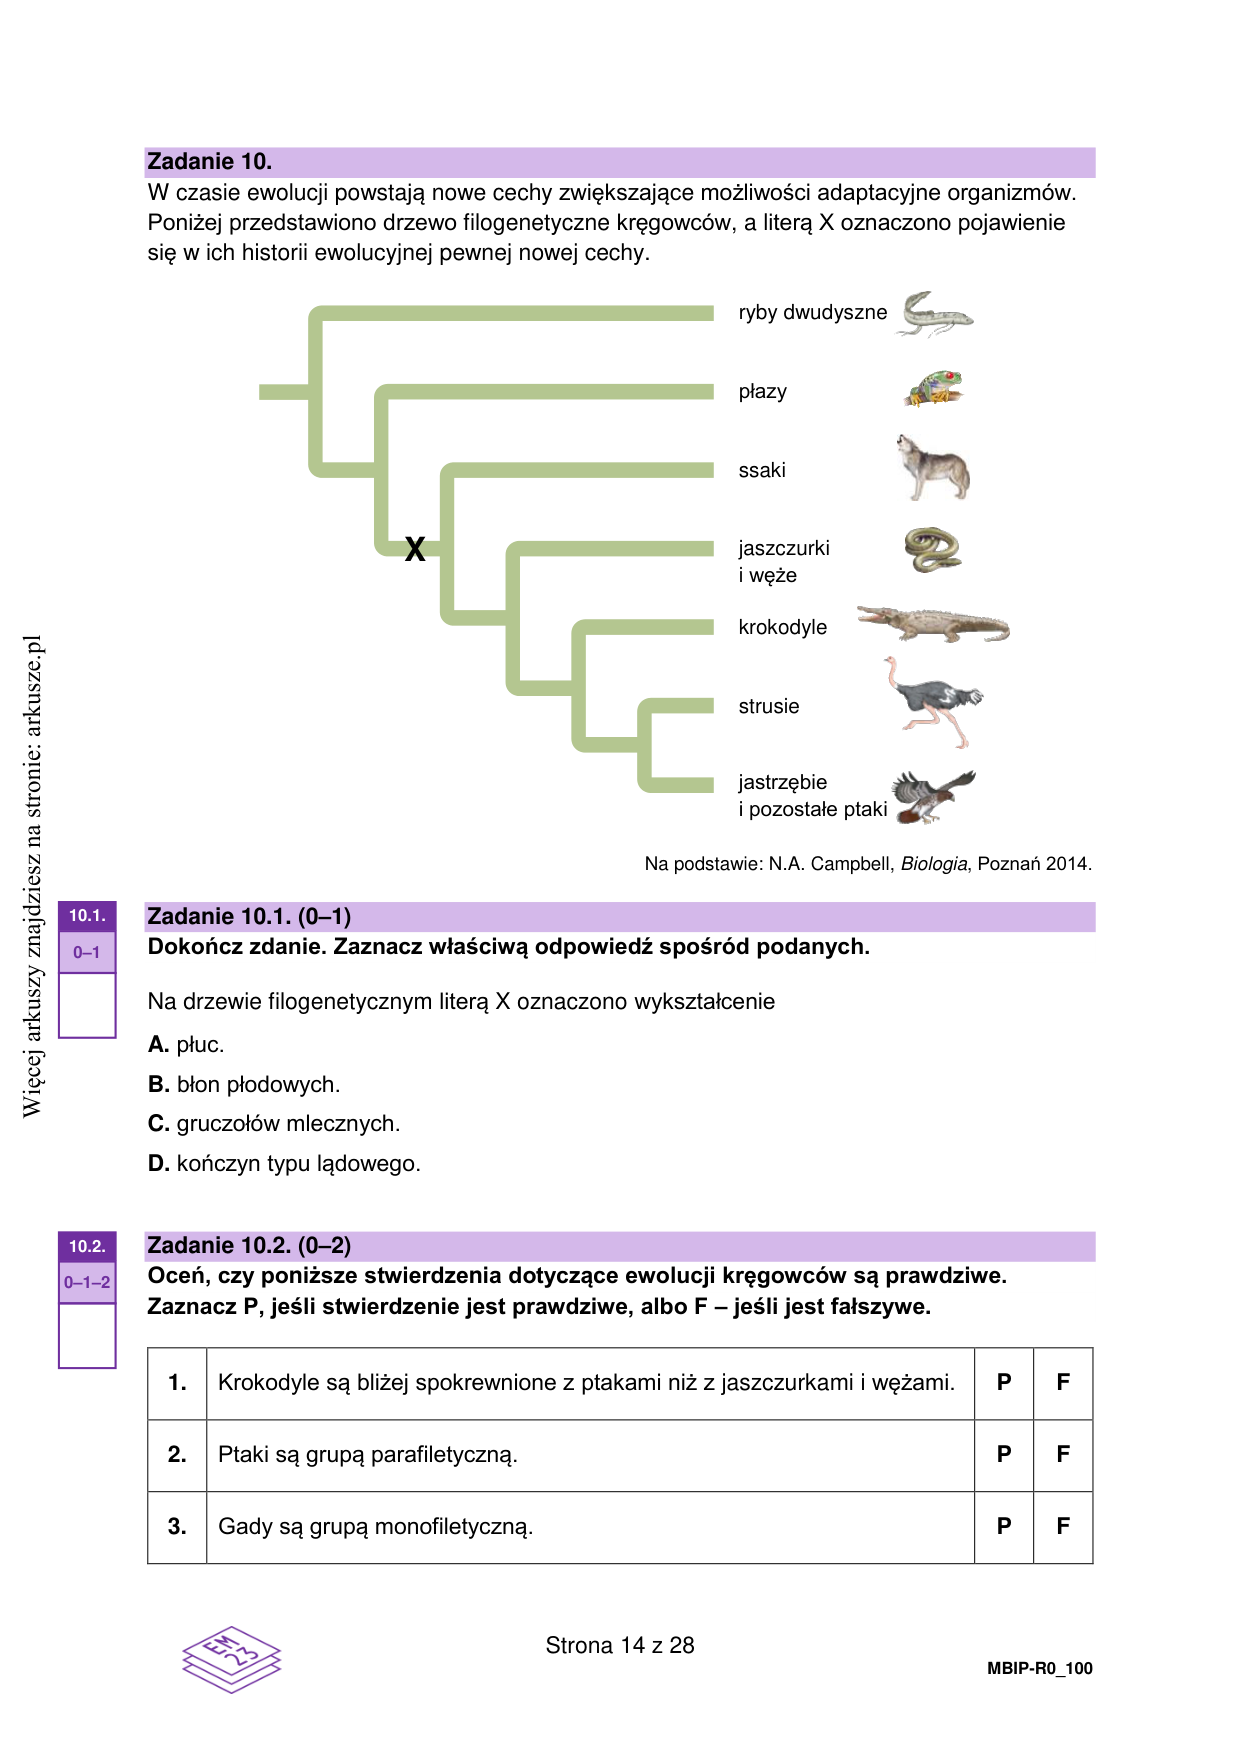 Zadanie 10.
W czasie ewolucji powstają nowe cechy zwiększające możliwości adaptacyjne organizmów.
Poniżej przedstawiono drzewo filogenetyczne kręgowców, a literą X oznaczono pojawienie
się w ich historii ewolucyjnej pewnej nowej cechy.
ryby dwudyszne
płazy
ssaki
X
jaszczurki
i węże
krokodyle
strusie
jastrzębie
i pozostałe ptaki
Na podstawie: N.A. Campbell, Biologia, Poznań 2014.
Więcej arkuszy znajdziesz na stronie: arkusze.pl
10.1.
0–1
Zadanie 10.1. (0–1)
Dokończ zdanie. Zaznacz właściwą odpowiedź spośród podanych.
Na drzewie filogenetycznym literą X oznaczono wykształcenie
A. płuc.
B. błon płodowych.
C. gruczołów mlecznych.
D. kończyn typu lądowego.
10.2.
0–1–2
Zadanie 10.2. (0–2)
Oceń, czy poniższe stwierdzenia dotyczące ewolucji kręgowców są prawdziwe.
Zaznacz P, jeśli stwierdzenie jest prawdziwe, albo F – jeśli jest fałszywe.
1. Krokodyle są bliżej spokrewnione z ptakami niż z jaszczurkami i wężami. P F
2. Ptaki są grupą parafiletyczną. P F
3. Gady są grupą monofiletyczną. P F
EM
23
Strona 14 z 28
MBIP-R0_100